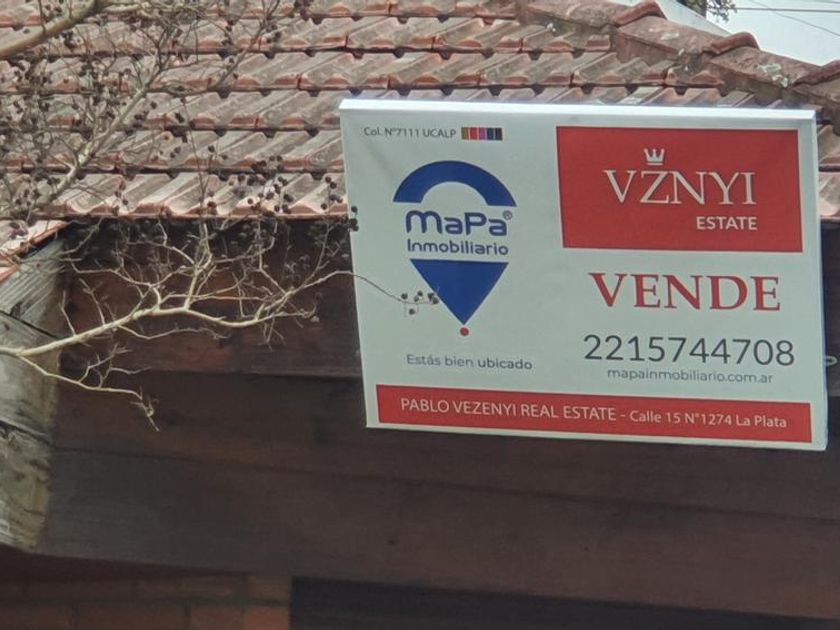 Col. N°7111 UCALP
MaPa®
Inmobiliario
Estás bien ubicado
VŽNYI
ESTATE
VENDE
2215744708
mapainmobiliario.com.ar
PABLO VEZENYI REAL ESTATE - Calle 15 N°1274 La Plata